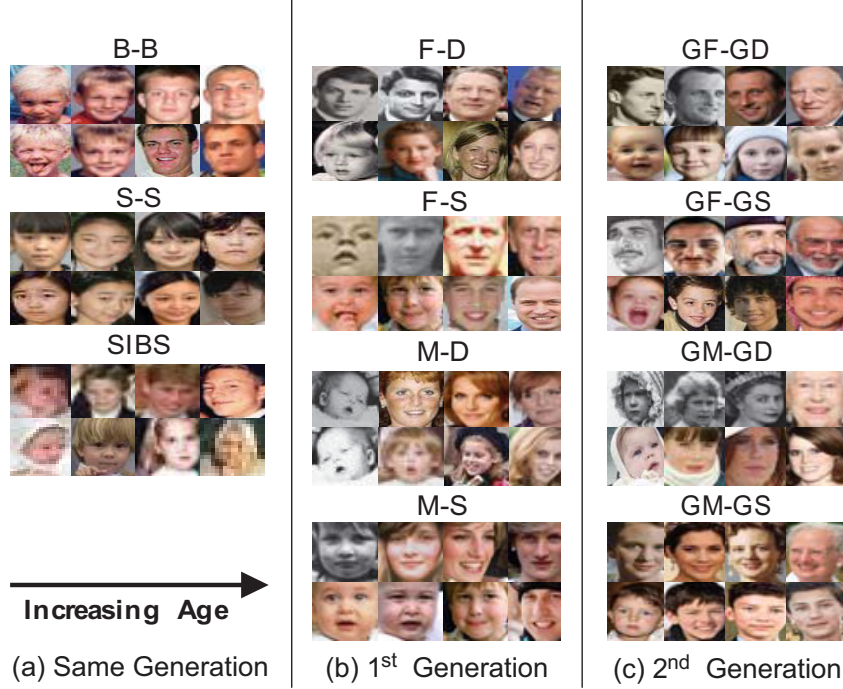 B-B
S-S
SIBS
Increasing Age
(a) Same Generation
F-D
F-S
M-D
M-S
(b) 1st Generation
GF-GD
GF-GS
GM-GD
GM-GS
(c) 2nd Generation